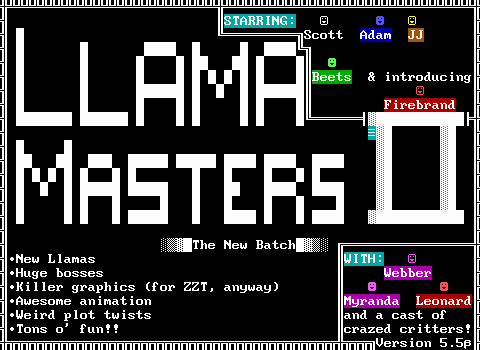 STARRING:
Scott Adam JJ
Beets & introducing
Firebrand
LLAMA
MASTERS II
The New Batch
•New Llamas
•Huge bosses
•Killer graphics (for ZZT, anyway)
•Awesome animation
•Weird plot twists
•Tons o' fun!!
WITH:
Webber
Myranda Leonard
and a cast of
crazed critters!
Version 5.5p